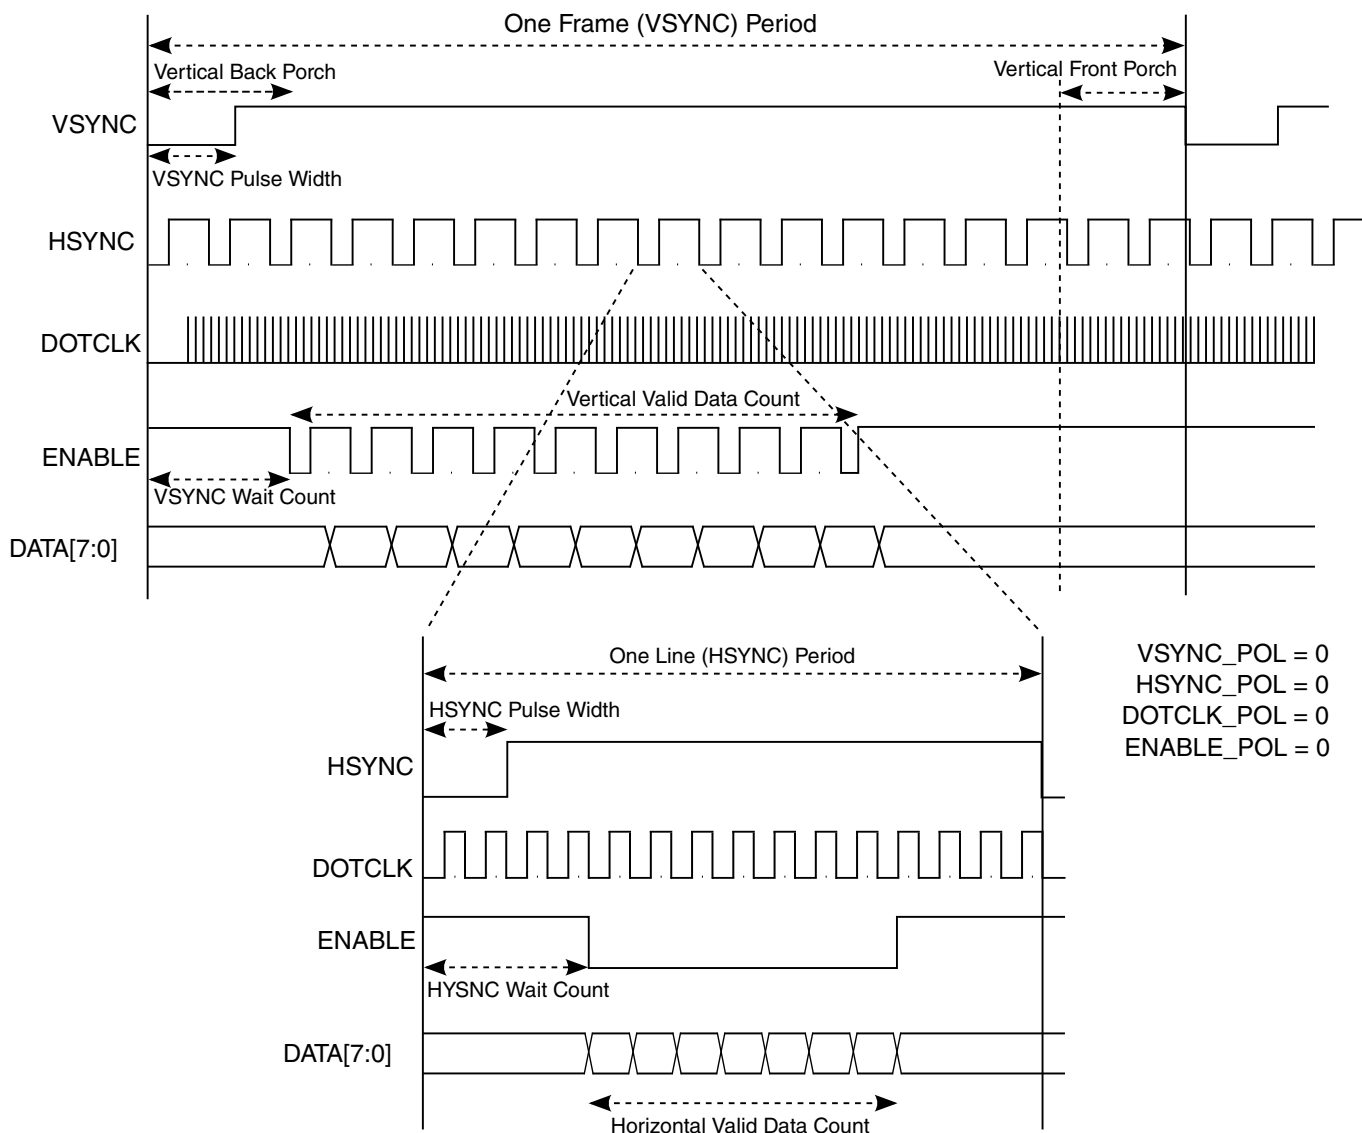 One Frame (VSYNC) Period
Vertical Back Porch
Vertical Front Porch
VSYNC
VSYNC Pulse Width
HSYNC
DOTCLK
Vertical Valid Data Count
ENABLE
VSYNC Wait Count
DATA[7:0]
One Line (HSYNC) Period
VSYNC_POL = 0
HSYNC_POL = 0
DOTCLK_POL = 0
ENABLE_POL = 0
HSYNC Pulse Width
HSYNC
DOTCLK
ENABLE
HYSNC Wait Count
DATA[7:0]
Horizontal Valid Data Count